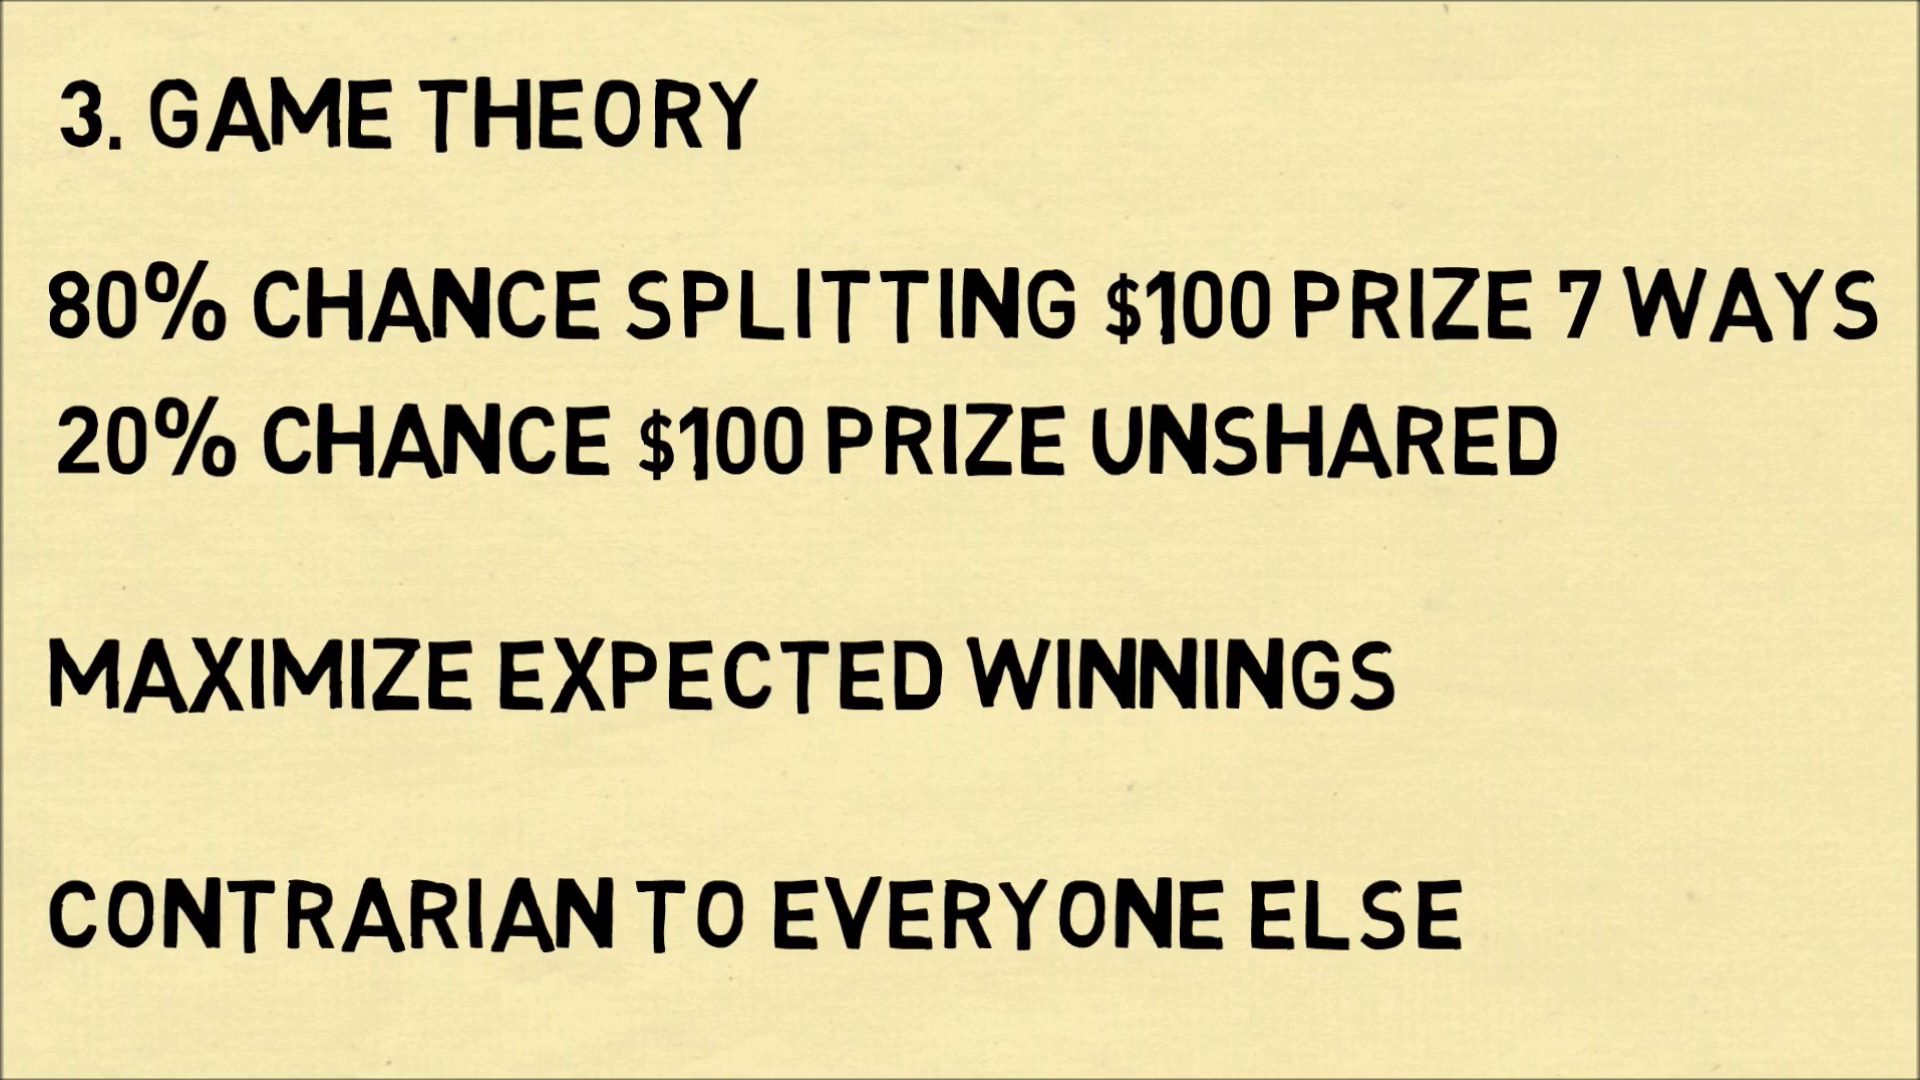 3. GAME THEORY
80% CHANCE SPLITTING $100 PRIZE 7 WAYS
20% CHANCE $100 PRIZE UNSHARED
MAXIMIZE EXPECTED WINNINGS
CONTRARIAN TO EVERYONE ELSE